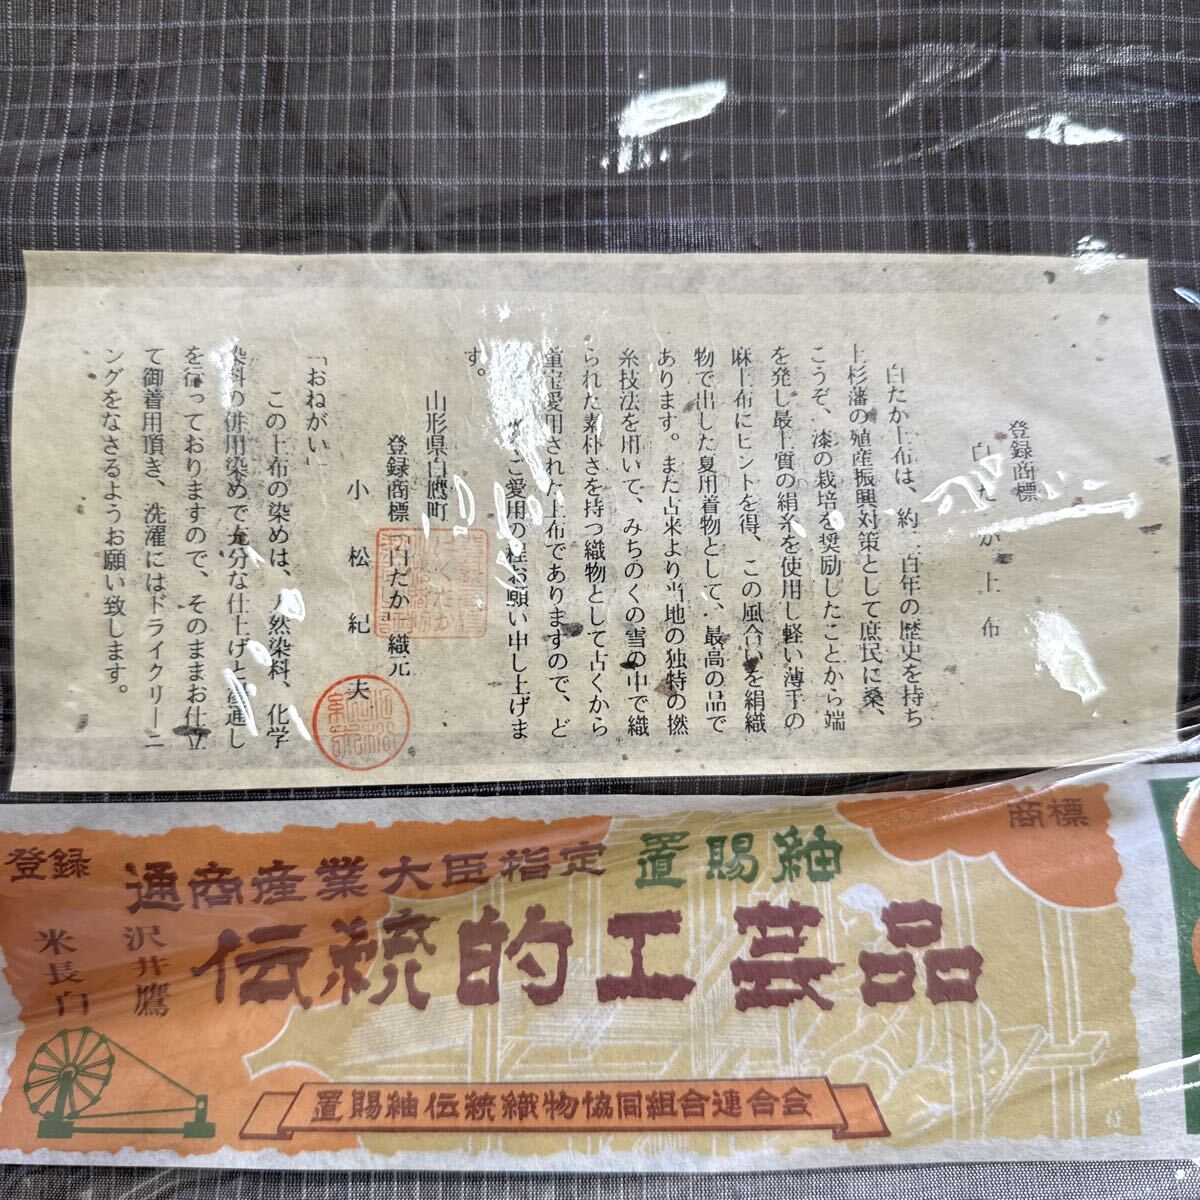 登録商標
白たか上布
白たか上布は、約二百年の歴史を持ち
上杉藩の殖産振興対策として庶民に桑、
こうぞ、漆の栽培を奨励したことから端
を発し最上質の絹糸を使用し軽い薄手の
麻上布にヒントを得、この風合いを絹織
物で出した夏用着物として、最高の品で
あります。また古来より当地の独特の撚
糸技法を用いて、みちのくの雪の中で織
られた素朴さを持つ織物として古くから
重宝愛用された上布でありますので、ど
ご愛用の程お願い申し上げま
す。
山形県白鷹町
登録商標 「白たか」織元
小松紀夫
「おねがい」
この上布の染めは、天然染料、化学
染料の併用染めで充分な仕上げと湯通し
を行っておりますので、そのままお仕立
て御着用頂き、洗濯にはドライクリーニ
ングをなさるようお願い致します。
登録
商標
通商産業大臣指定 置賜紬
伝統的工芸品
米沢
長井
白鷹
置賜紬伝統織物協同組合連合会